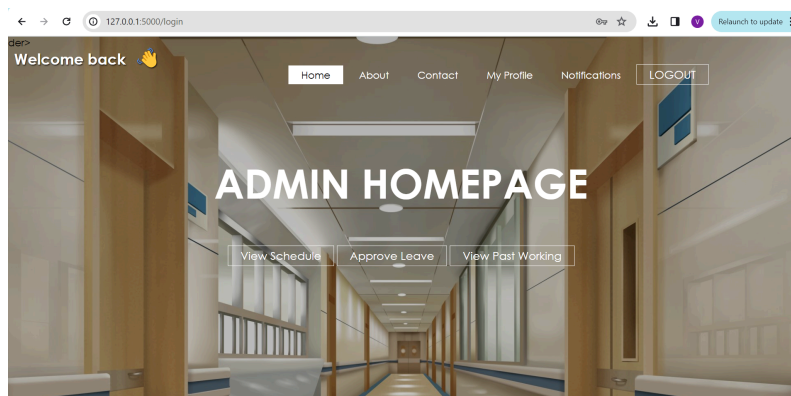 127.0.0.1:5000/login
V
Relaunch to update
der>
Welcome back 👋
Home About Contact My Profile Notifications LOGOUT
ADMIN HOMEPAGE
View Schedule Approve Leave View Past Working